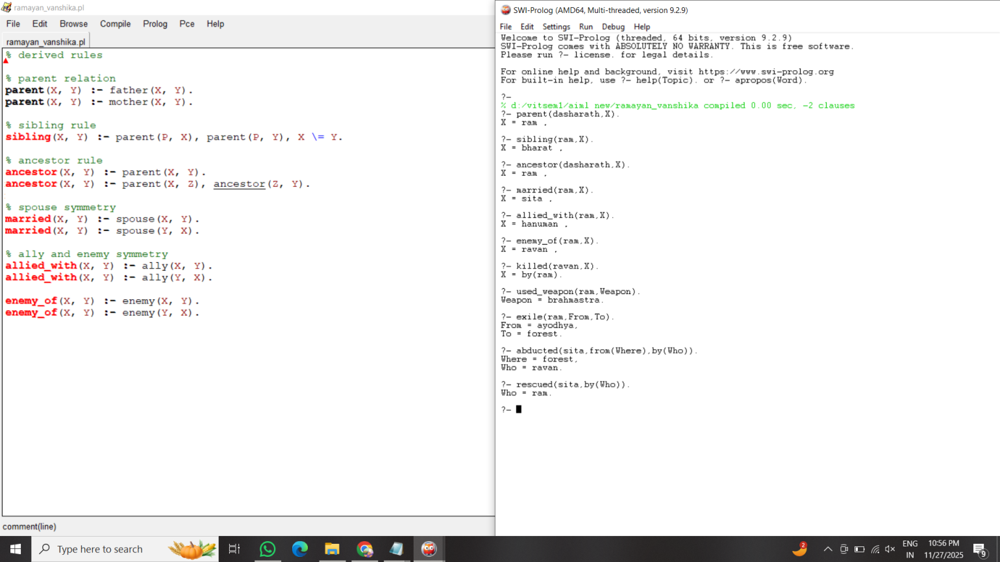 ramayan_vanshika.pl
File Edit Browse Compile Prolog Pce Help
ramayan_vanshika.pl
% derived rules
% parent relation
parent(X, Y) :- father(X, Y).
parent(X, Y) :- mother(X, Y).
% sibling rule
sibling(X, Y) :- parent(P, X), parent(P, Y), X \= Y.
% ancestor rule
ancestor(X, Y) :- parent(X, Y).
ancestor(X, Y) :- parent(X, Z), ancestor(Z, Y).
% spouse symmetry
married(X, Y) :- spouse(X, Y).
married(X, Y) :- spouse(Y, X).
% ally and enemy symmetry
allied_with(X, Y) :- ally(X, Y).
allied_with(X, Y) :- ally(Y, X).
enemy_of(X, Y) :- enemy(X, Y).
enemy_of(X, Y) :- enemy(Y, X).
comment(line)
SWI-Prolog (AMD64, Multi-threaded, version 9.2.9)
File Edit Settings Run Debug Help
Welcome to SWI-Prolog (threaded, 64 bits, version 9.2.9)
SWI-Prolog comes with ABSOLUTELY NO WARRANTY. This is free software.
Please run ?- license. for legal details.
For online help and background, visit https://www.swi-prolog.org
For built-in help, use ?- help(Topic). or ?- apropos(Word).
?-
% d:/vitsem1/aiml new/ramayan_vanshika compiled 0.00 sec, -2 clauses
?- parent(dasharath,X).
X = ram .
?- sibling(ram,X).
X = bharat .
?- ancestor(dasharath,X).
X = ram .
?- married(ram,X).
X = sita .
?- allied_with(ram,X).
X = hanuman .
?- enemy_of(ram,X).
X = ravan .
?- killed(ravan,X).
X = by(ram).
?- used_weapon(ram,Weapon).
Weapon = brahmastra.
?- exile(ram,From,To).
From = ayodhya,
To = forest.
?- abducted(sita,from(Where),by(Who)).
Where = forest,
Who = ravan.
?- rescued(sita,by(Who)).
Who = ram.
?-
Type here to search
2
ENG
IN
10:56 PM
11/27/2025
9